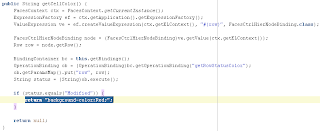 public String getCellColor() {
FacesContext ctx = FacesContext.getCurrentInstance();
ExpressionFactory ef = ctx.getApplication().getExpressionFactory();
ValueExpression ve = ef.createValueExpression(ctx.getELContext(), "#{row}", FacesCtrlHierNodeBinding.class);
FacesCtrlHierNodeBinding node = (FacesCtrlHierNodeBinding)ve.getValue(ctx.getELContext());
Row row = node.getRow();
BindingContainer bc = this.getBindings();
OperationBinding ob = (OperationBinding)bc.getOperationBinding("getRowStatusColor");
ob.getParamsMap().put("row", row);
String status = (String)ob.execute();
if (status.equals("Modified")) {
return "background-color:Red;";
}
return null;
}